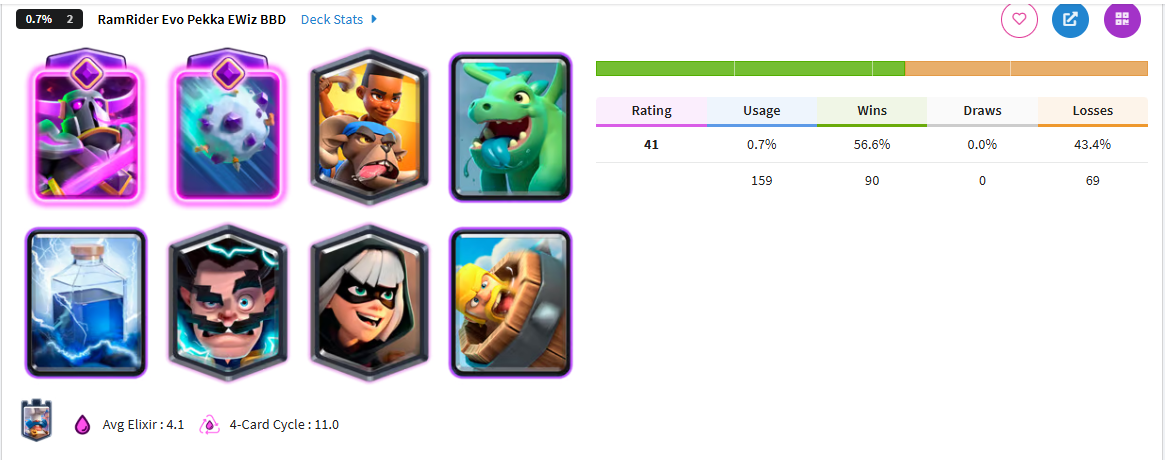 0.7% 2 RamRider Evo Pekka EWiz BBD Deck Stats
Rating Usage Wins Draws Losses
41 0.7% 56.6% 0.0% 43.4%
159 90 0 69
Avg Elixir : 4.1 4-Card Cycle : 11.0